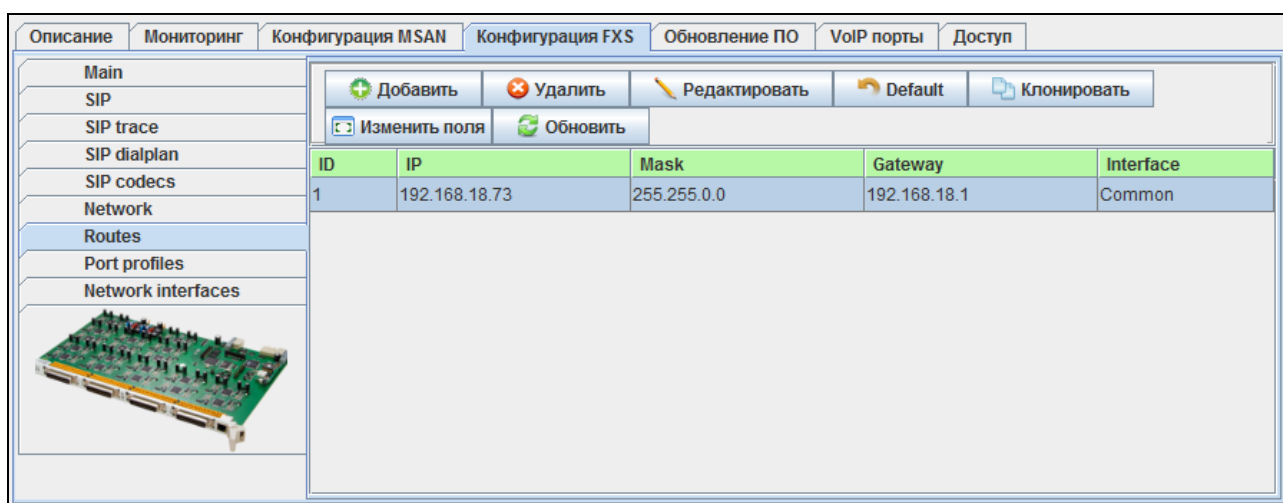 Описание Мониторинг Конфигурация MSAN Конфигурация FXS Обновление ПО VoIP порты Доступ
Main
SIP
SIP trace
SIP dialplan
SIP codecs
Network
Routes
Port profiles
Network interfaces
Добавить Удалить Редактировать Default Клонировать
Изменить поля Обновить
ID IP Mask Gateway Interface
1 192.168.18.73 255.255.0.0 192.168.18.1 Common